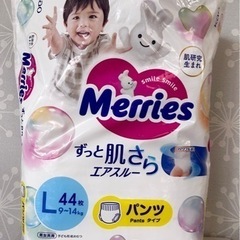 肌研究
生まれ
smile smile
Merries
ずっと肌さら
エアスルー
L 44枚
9~14kg
パンツ
Pants タイプ